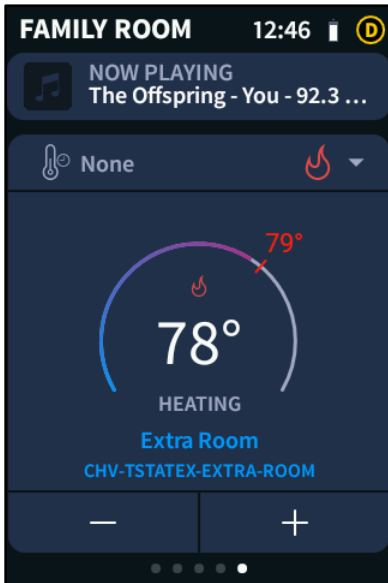 FAMILY ROOM 12:46 D
NOW PLAYING
The Offspring - You - 92.3 ...
None
79°
78°
HEATING
Extra Room
CHV-TSTATEX-EXTRA-ROOM
− +